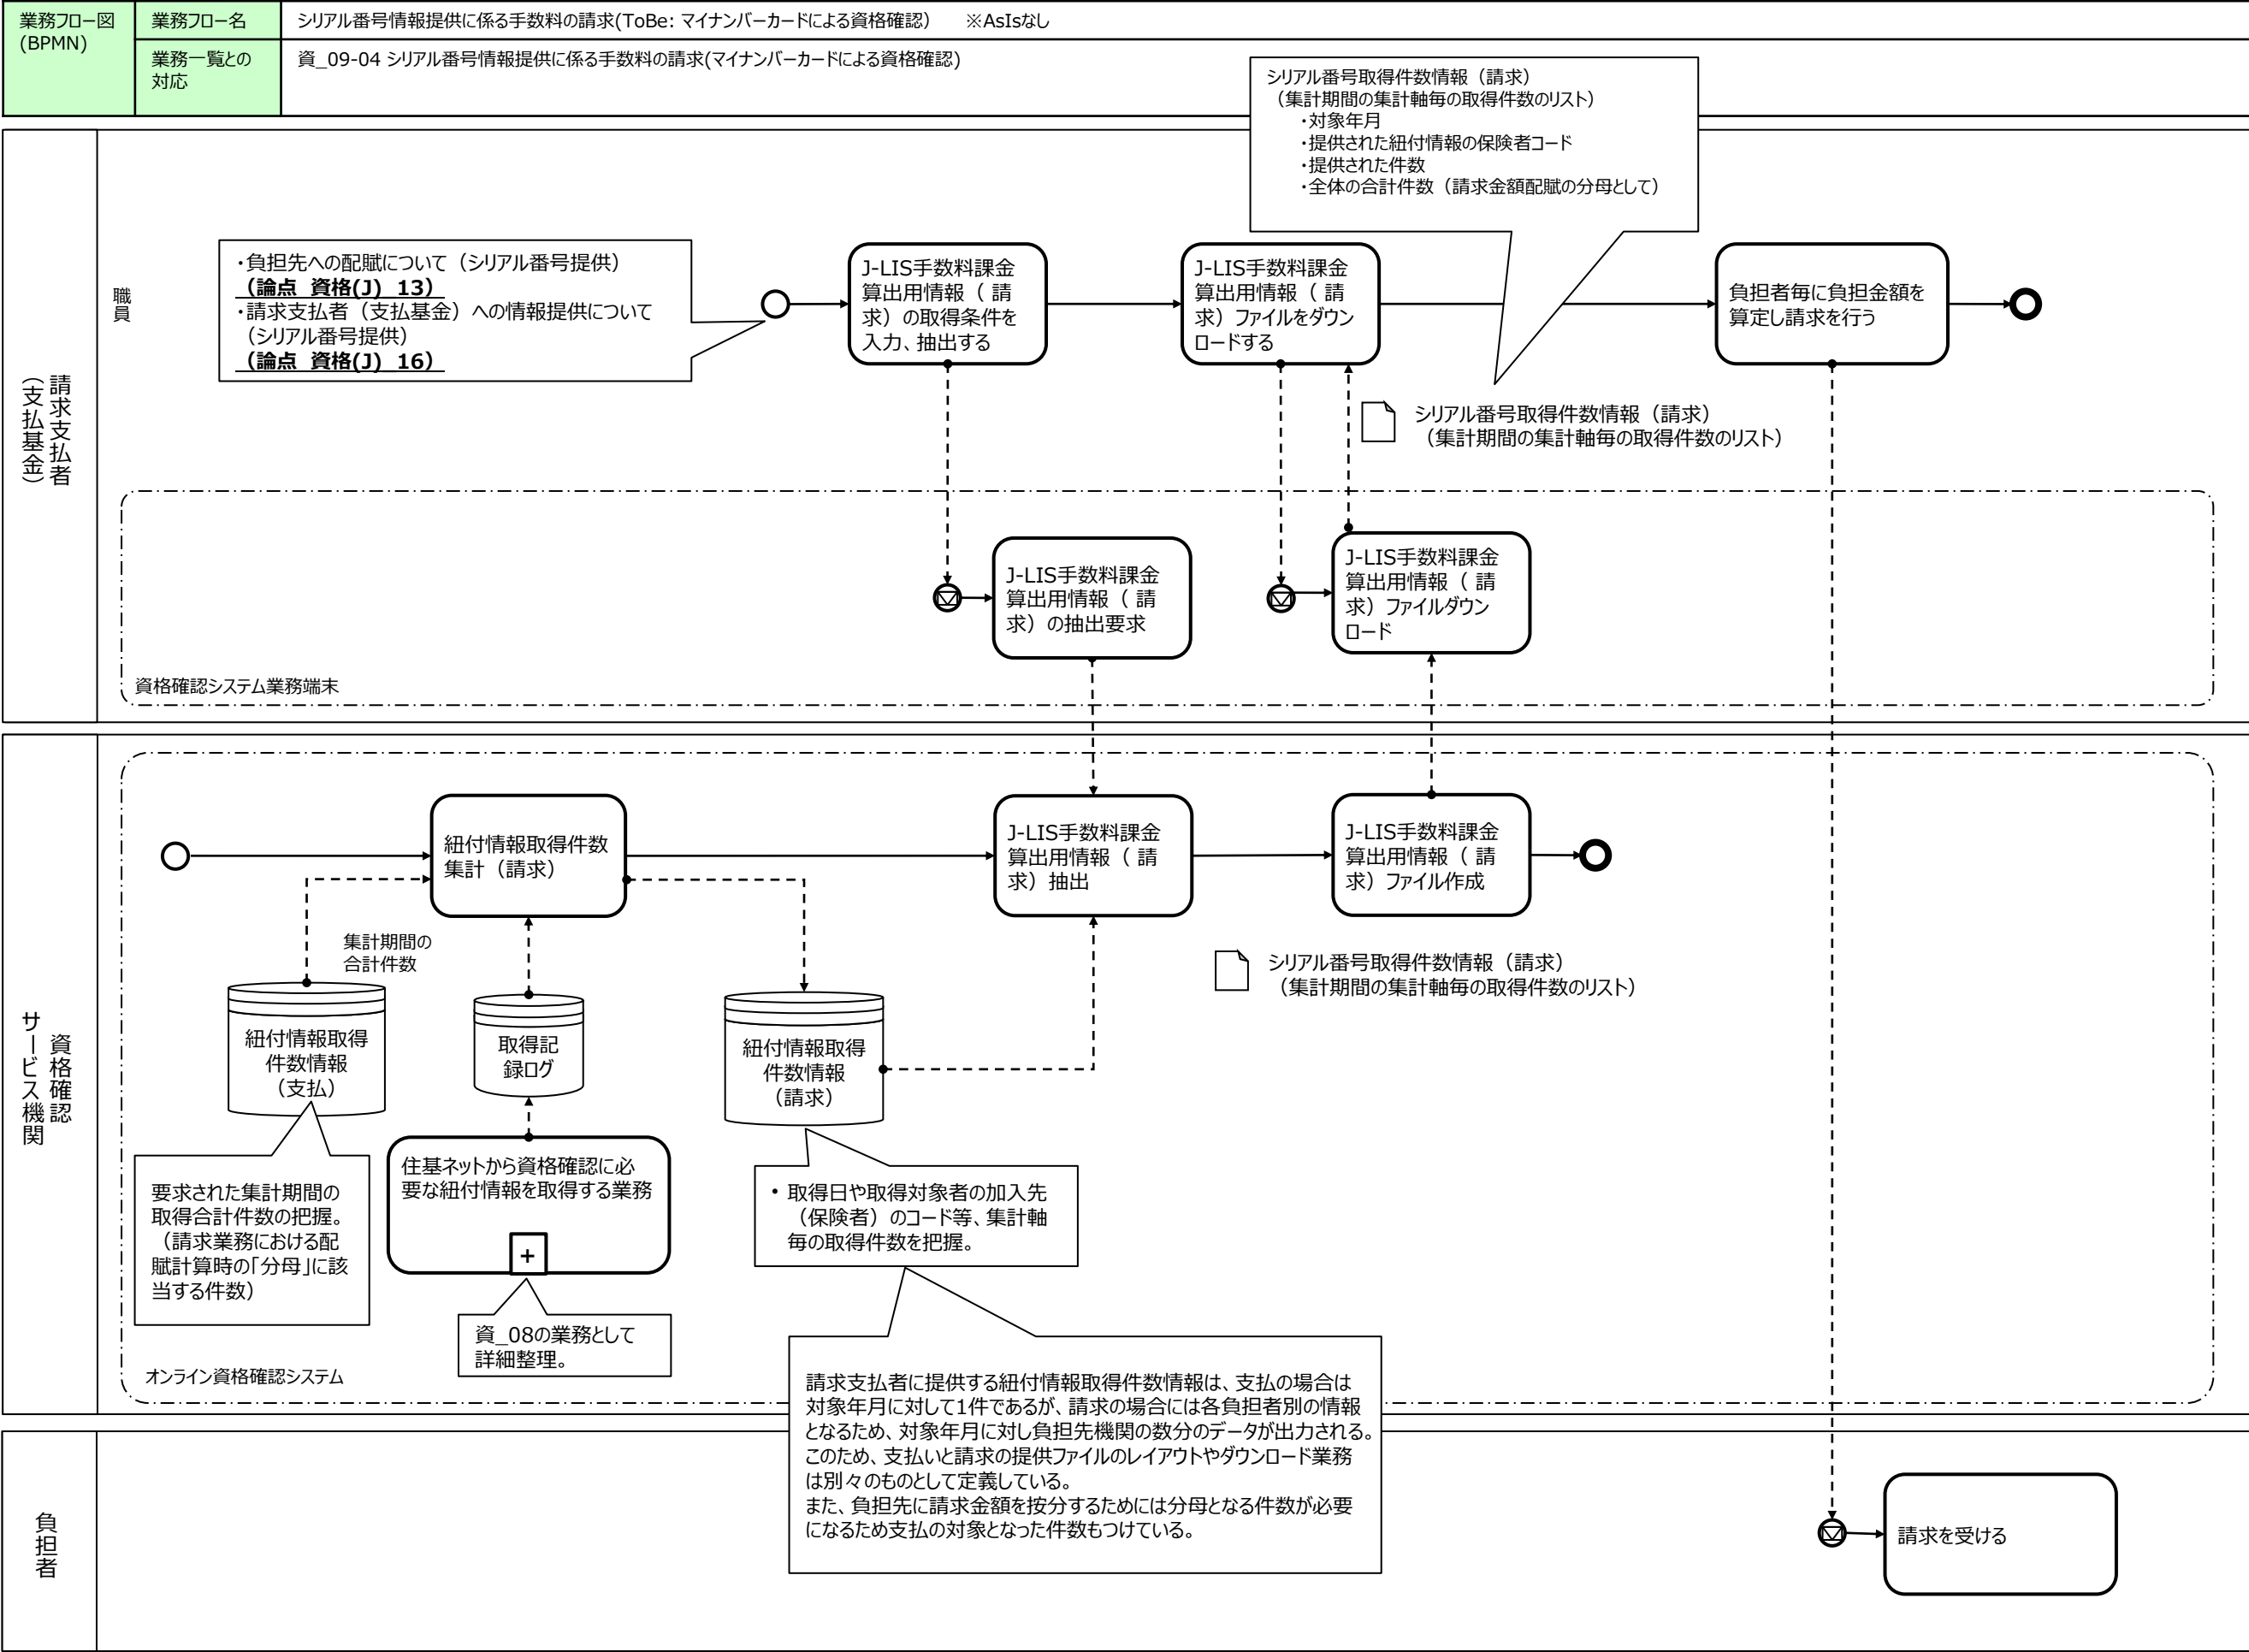 業務フロー図
(BPMN)
業務フロー名
シリアル番号情報提供に係る手数料の請求(ToBe: マイナンバーカードによる資格確認)　※AsIsなし
業務一覧との
対応
資_09-04 シリアル番号情報提供に係る手数料の請求(マイナンバーカードによる資格確認)
シリアル番号取得件数情報（請求）
（集計期間の集計軸毎の取得件数のリスト）
・対象年月
・提供された紐付情報の保険者コード
・提供された件数
・全体の合計件数（請求金額配賦の分母として）
請求支払者
（支払基金）
職員
・負担先への配賦について（シリアル番号提供）
（論点 資格(J)_13）
・請求支払者（支払基金）への情報提供について
（シリアル番号提供）
（論点 資格(J)_16）
J-LIS手数料課金
算出用情報（ 請
求）の取得条件を
入力、抽出する
J-LIS手数料課金
算出用情報（ 請
求）ファイルをダウン
ロードする
負担者毎に負担金額を
算定し請求を行う
シリアル番号取得件数情報（請求）
（集計期間の集計軸毎の取得件数のリスト）
J-LIS手数料課金
算出用情報（ 請
求）の抽出要求
J-LIS手数料課金
算出用情報（ 請
求）ファイルダウン
ロード
資格確認システム業務端末
資格確認
サービス機関
紐付情報取得件数
集計（請求）
J-LIS手数料課金
算出用情報（ 請
求）抽出
J-LIS手数料課金
算出用情報（ 請
求）ファイル作成
集計期間の
合計件数
シリアル番号取得件数情報（請求）
（集計期間の集計軸毎の取得件数のリスト）
紐付情報取得
件数情報
（支払）
取得記
録ログ
紐付情報取得
件数情報
（請求）
要求された集計期間の
取得合計件数の把握。
（請求業務における配
賦計算時の「分母」に該
当する件数）
住基ネットから資格確認に必
要な紐付情報を取得する業務
+
資_08の業務として
詳細整理。
• 取得日や取得対象者の加入先
（保険者）のコード等、集計軸
毎の取得件数を把握。
オンライン資格確認システム
請求支払者に提供する紐付情報取得件数情報は、支払の場合は
対象年月に対して1件であるが、請求の場合には各負担者別の情報
となるため、対象年月に対し負担先機関の数分のデータが出力される。
このため、支払いと請求の提供ファイルのレイアウトやダウンロード業務
は別々のものとして定義している。
また、負担先に請求金額を按分するためには分母となる件数が必要
になるため支払の対象となった件数もつけている。
負担者
請求を受ける